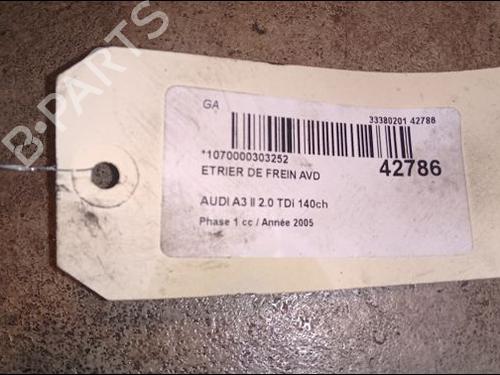 GA
33380201 42786
*1070000303252
42786
ETRIER DE FREIN AVD
AUDI A3 II 2.0 TDi 140ch
Phase 1 cc / Année 2005
B-PARTS